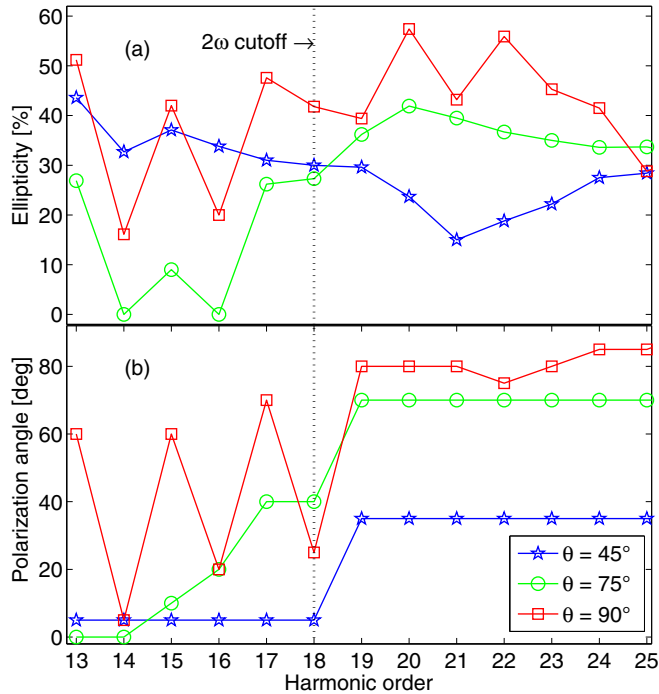 60
50
40
30
20
10
0
Ellipticity [%]
(a)
2ω cutoff →
80
60
40
20
0
Polarization angle [deg]
(b)
θ = 45°
θ = 75°
θ = 90°
13 14 15 16 17 18 19 20 21 22 23 24 25
Harmonic order